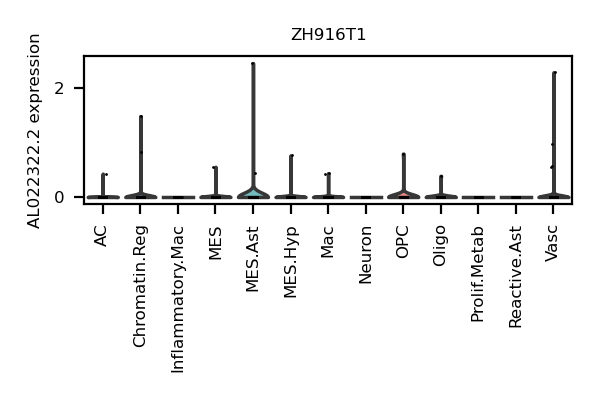 ZH916T1
AL022322.2 expression
2
0
AC
Chromatin.Reg
Inflammatory.Mac
MES
MES.Ast
MES.Hyp
Mac
Neuron
OPC
Oligo
Prolif.Metab
Reactive.Ast
Vasc